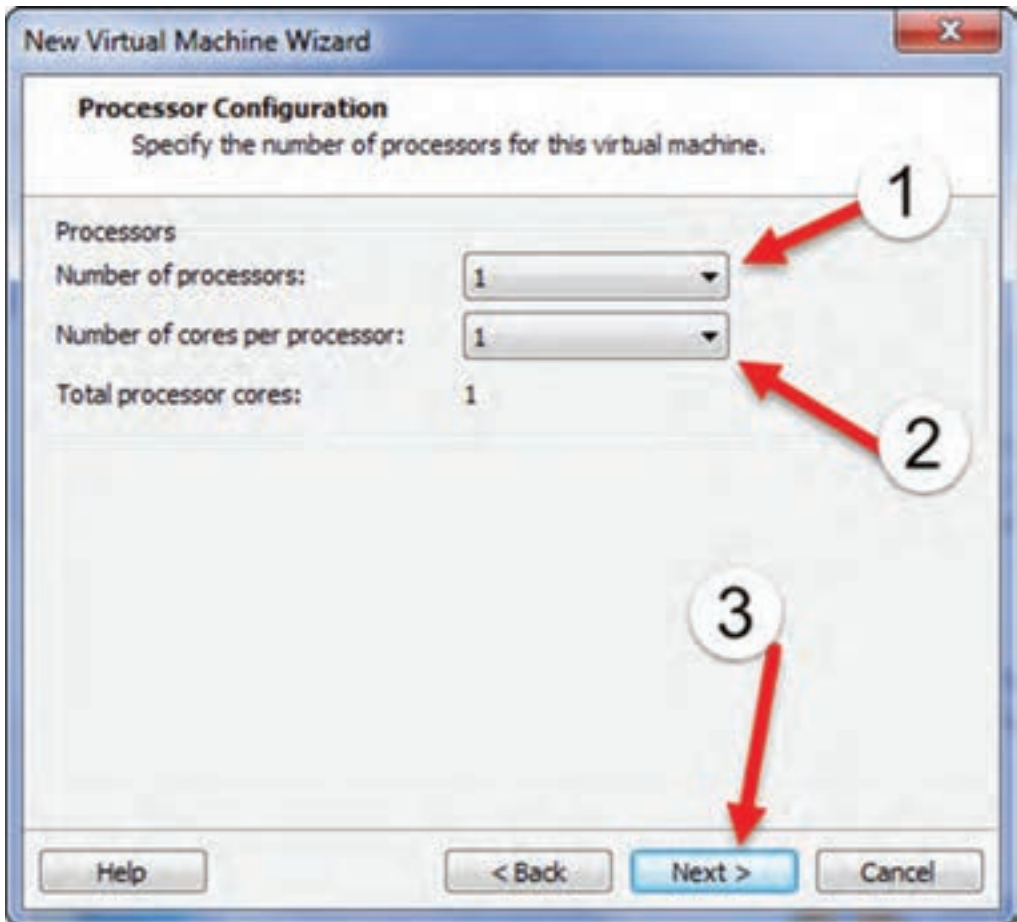 New Virtual Machine Wizard
x
Processor Configuration
Specify the number of processors for this virtual machine.
1
Processors
Number of processors: 1
Number of cores per processor: 1
Total processor cores: 1
2
3
Help < Back Next > Cancel